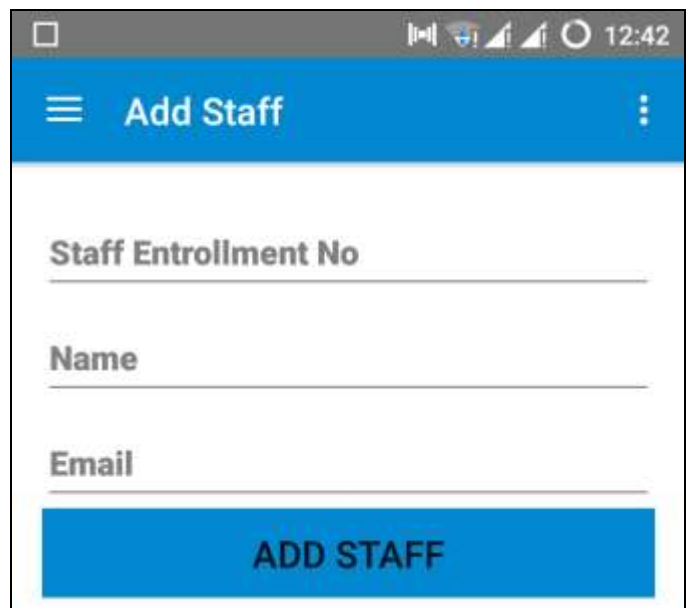 12:42
Add Staff
Staff Entrollment No
Name
Email
ADD STAFF